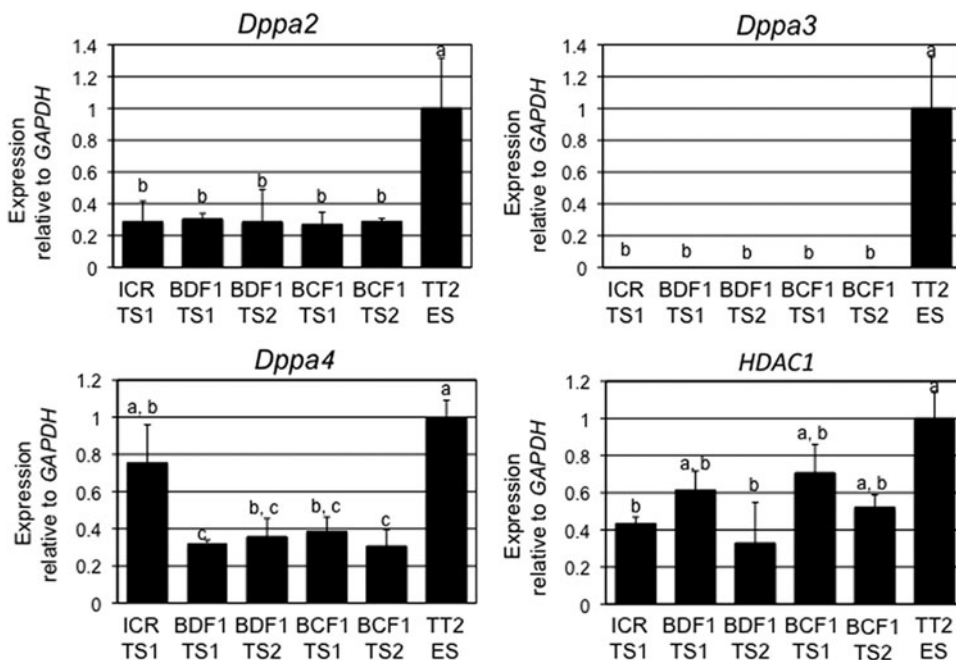 Dppa2
Expression
relative to GAPDH
1.4
1.2
1
0.8
0.6
0.4
0.2
0
b
b
b
b
b
a
ICR BDF1 BDF1 BCF1 BCF1 TT2
TS1 TS1 TS2 TS1 TS2 ES
Dppa3
Expression
relative to GAPDH
1.4
1.2
1
0.8
0.6
0.4
0.2
0
b
b
b
b
b
a
ICR BDF1 BDF1 BCF1 BCF1 TT2
TS1 TS1 TS2 TS1 TS2 ES
Dppa4
Expression
relative to GAPDH
1.2
1
0.8
0.6
0.4
0.2
0
a, b
c
b, c
b, c
c
a
ICR BDF1 BDF1 BCF1 BCF1 TT2
TS1 TS1 TS2 TS1 TS2 ES
HDAC1
Expression
relative to GAPDH
1.2
1
0.8
0.6
0.4
0.2
0
b
a, b
b
a, b
a, b
a
ICR BDF1 BDF1 BCF1 BCF1 TT2
TS1 TS1 TS2 TS1 TS2 ES